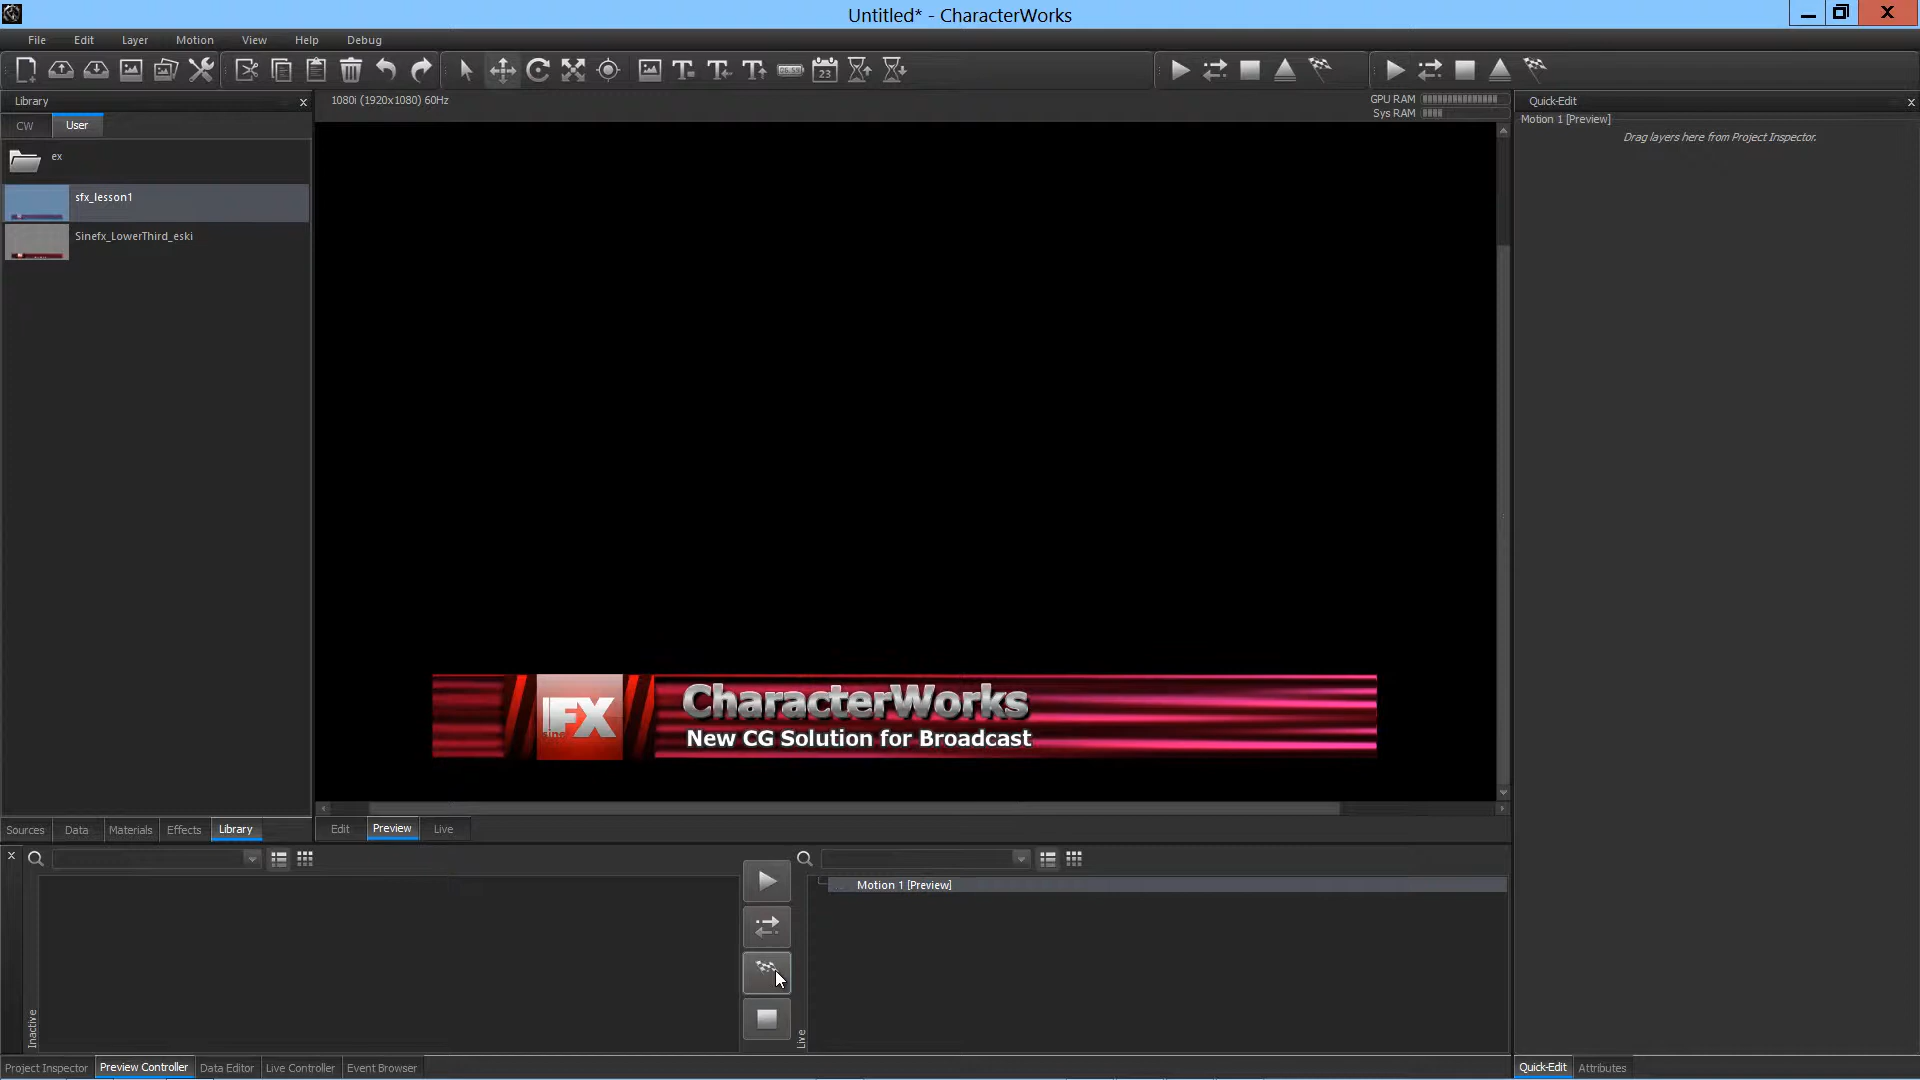 Untitled* - CharacterWorks
File Edit Layer Motion View Help Debug
23
Library
1080i (1920x1080) 60Hz
GPU RAM
Sys RAM
Quick-Edit
Motion 1 [Preview]
Drag layers here from Project Inspector.
CW User
ex
sfx_lesson1
Sinefx_LowerThird_eski
FX
CharacterWorks
New CG Solution for Broadcast
Sources Data Materials Effects Library
Edit Preview Live
Motion 1 [Preview]
Inactive
Live
Project Inspector Preview Controller Data Editor Live Controller Event Browser
Quick-Edit Attributes